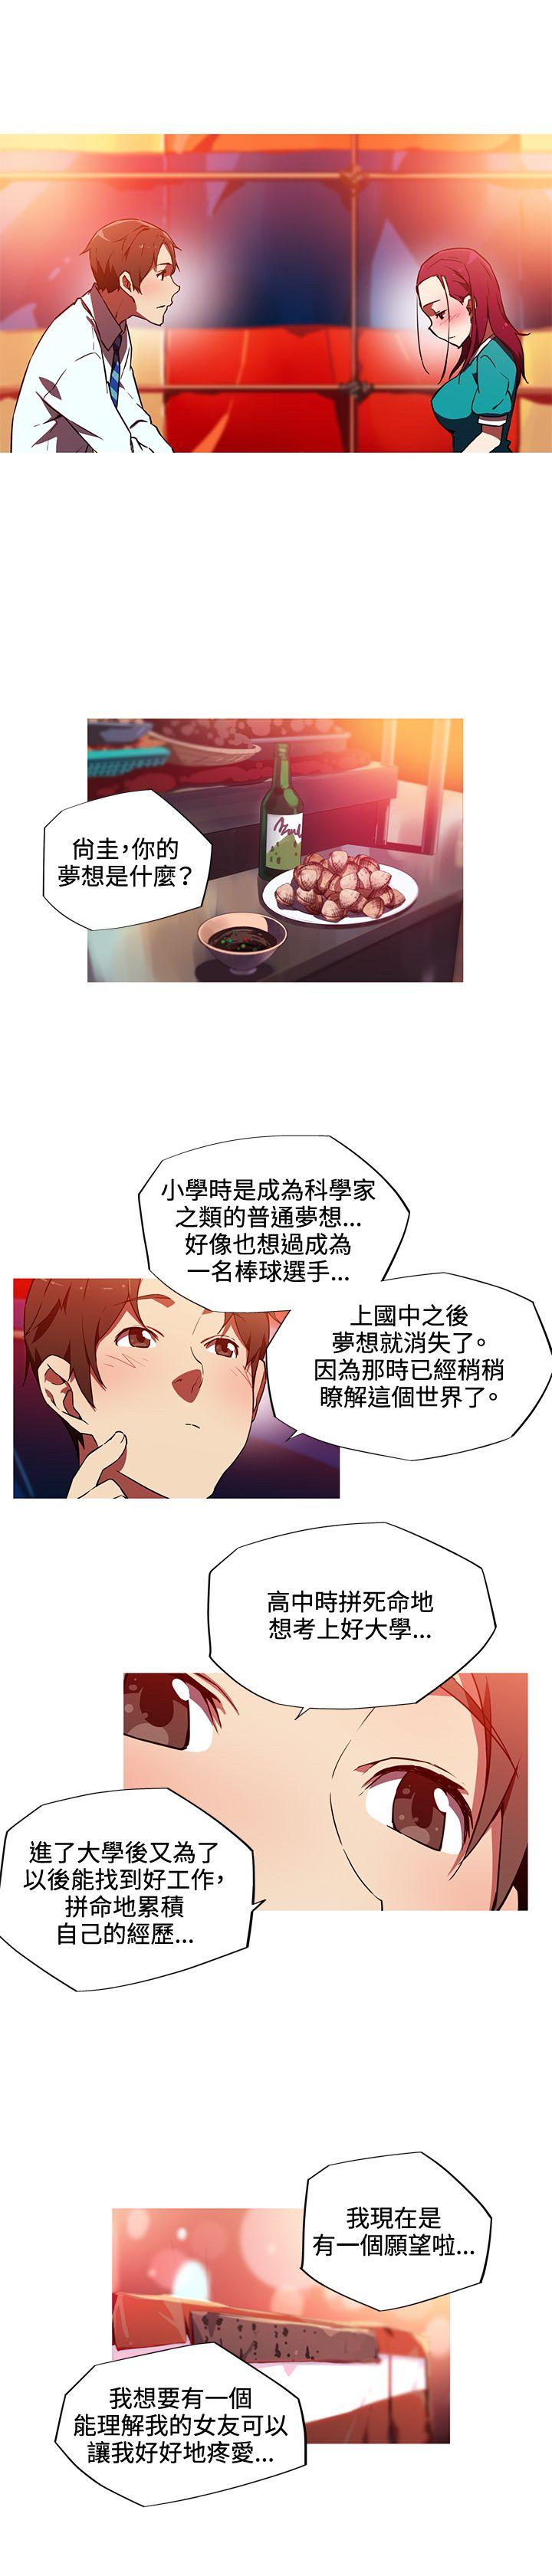 尙圭，你的
夢想是什麼？
小學時是成為科學家
之類的普通夢想...
好像也想過成為
一名棒球選手...
上國中之後
夢想就消失了。
因為那時已經稍稍
瞭解這個世界了。
高中時拼死命地
想考上好大學...
進了大學後又為了
以後能找到好工作，
拼命地累積
自己的經歷...
我現在是
有一個願望啦...
我想要有一個
能理解我的女友可以
讓我好好地疼愛...